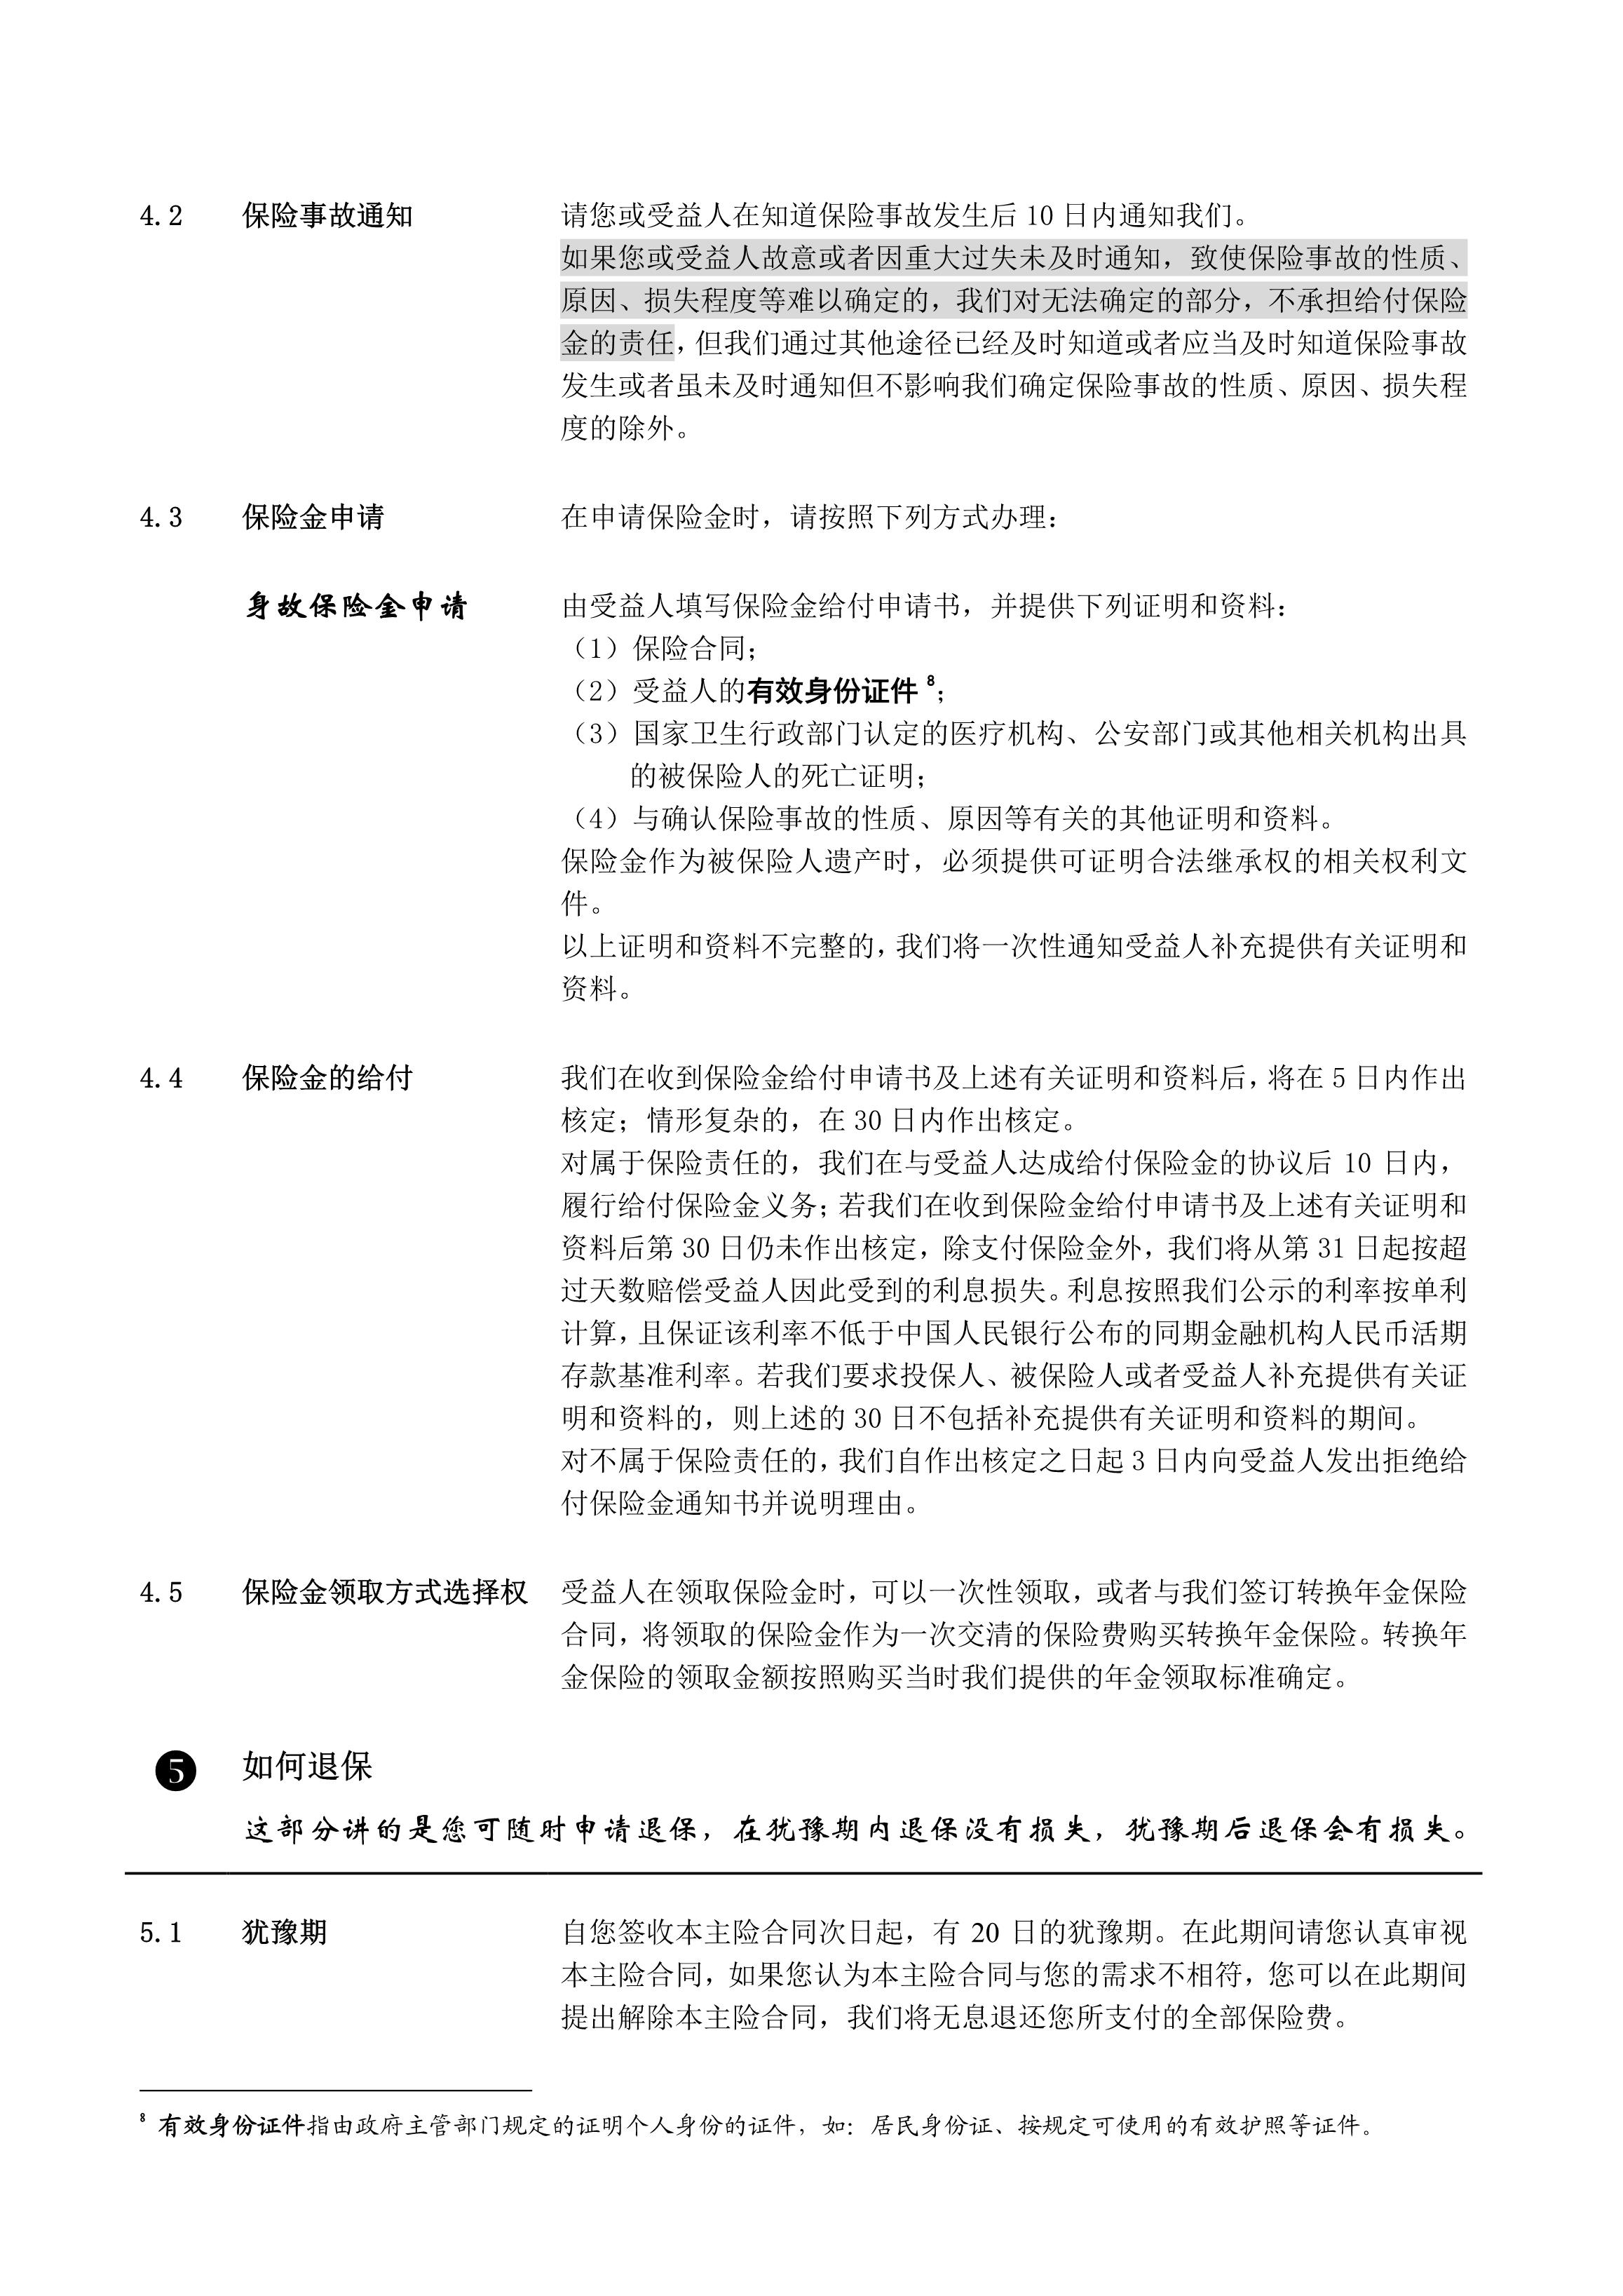 4.2 保险事故通知 请您或受益人在知道保险事故发生后 10 日内通知我们。
如果您或受益人故意或者因重大过失未及时通知，致使保险事故的性质、
原因、损失程度等难以确定的，我们对无法确定的部分，不承担给付保险
金的责任，但我们通过其他途径已经及时知道或者应当及时知道保险事故
发生或者虽未及时通知但不影响我们确定保险事故的性质、原因、损失程
度的除外。
4.3 保险金申请 在申请保险金时，请按照下列方式办理：
身故保险金申请 由受益人填写保险金给付申请书，并提供下列证明和资料：
（1）保险合同；
（2）受益人的有效身份证件 8；
（3）国家卫生行政部门认定的医疗机构、公安部门或其他相关机构出具
的被保险人的死亡证明；
（4）与确认保险事故的性质、原因等有关的其他证明和资料。
保险金作为被保险人遗产时，必须提供可证明合法继承权的相关权利文
件。
以上证明和资料不完整的，我们将一次性通知受益人补充提供有关证明和
资料。
4.4 保险金的给付 我们在收到保险金给付申请书及上述有关证明和资料后，将在 5 日内作出
核定；情形复杂的，在 30 日内作出核定。
对属于保险责任的，我们在与受益人达成给付保险金的协议后 10 日内，
履行给付保险金义务；若我们在收到保险金给付申请书及上述有关证明和
资料后第 30 日仍未作出核定，除支付保险金外，我们将从第 31 日起按超
过天数赔偿受益人因此受到的利息损失。利息按照我们公示的利率按单利
计算，且保证该利率不低于中国人民银行公布的同期金融机构人民币活期
存款基准利率。若我们要求投保人、被保险人或者受益人补充提供有关证
明和资料的，则上述的 30 日不包括补充提供有关证明和资料的期间。
对不属于保险责任的，我们自作出核定之日起 3 日内向受益人发出拒绝给
付保险金通知书并说明理由。
4.5 保险金领取方式选择权 受益人在领取保险金时，可以一次性领取，或者与我们签订转换年金保险
合同，将领取的保险金作为一次交清的保险费购买转换年金保险。转换年
金保险的领取金额按照购买当时我们提供的年金领取标准确定。
❺ 如何退保
这部分讲的是您可随时申请退保，在犹豫期内退保没有损失，犹豫期后退保会有损失。
5.1 犹豫期 自您签收本主险合同次日起，有 20 日的犹豫期。在此期间请您认真审视
本主险合同，如果您认为本主险合同与您的需求不相符，您可以在此期间
提出解除本主险合同，我们将无息退还您所支付的全部保险费。
8 有效身份证件指由政府主管部门规定的证明个人身份的证件，如：居民身份证、按规定可使用的有效护照等证件。